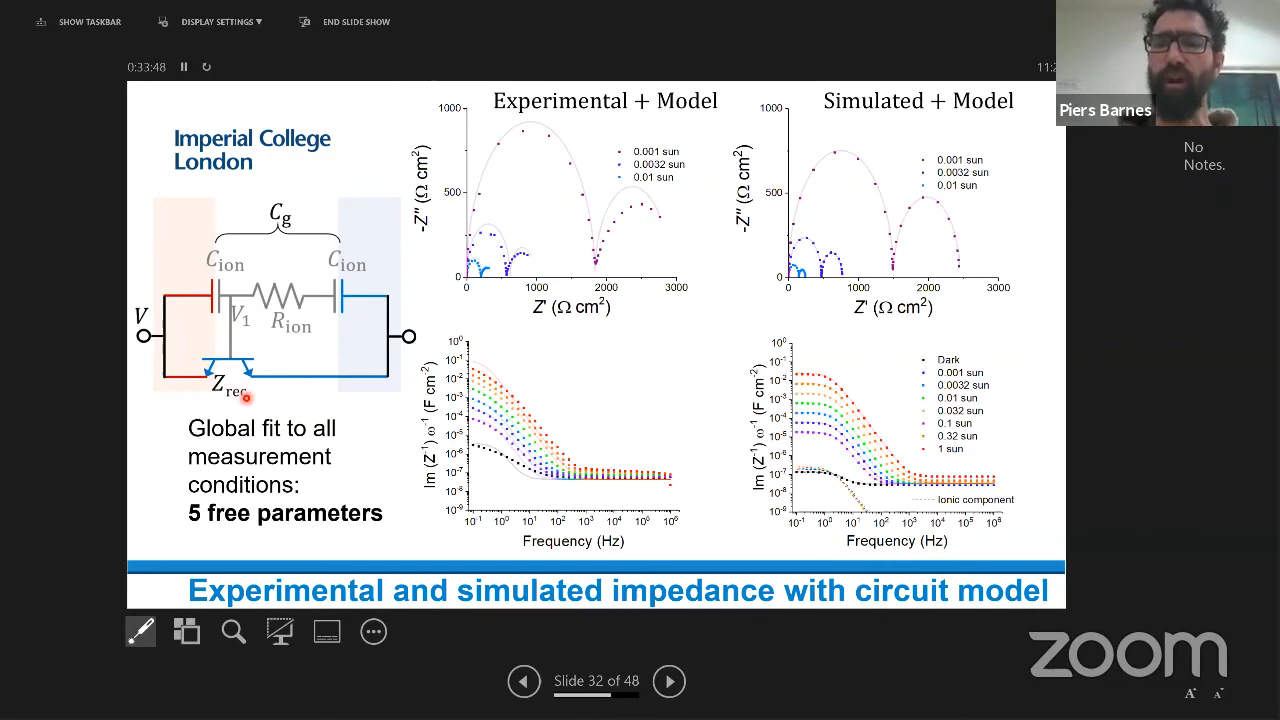 SHOW TASKBAR
DISPLAY SETTINGS ▼
END SLIDE SHOW
0:33:48
11:2
Piers Barnes
No
Notes.
Imperial College
London
Cg
Cion
Cion
V
V1
Rion
Zrec
Global fit to all
measurement
conditions:
5 free parameters
Experimental + Model
1000
500
0
-Z″ (Ω cm²)
0.001 sun
0.0032 sun
0.01 sun
0 1000 2000 3000
Z' (Ω cm²)
Simulated + Model
1000
500
0
-Z″ (Ω cm²)
0.001 sun
0.0032 sun
0.01 sun
0 1000 2000 3000
Z' (Ω cm²)
Im (Z⁻¹) ω⁻¹ (F cm⁻²)
10⁰
10⁻¹
10⁻²
10⁻³
10⁻⁴
10⁻⁵
10⁻⁶
10⁻⁷
10⁻⁸
10⁻⁹
10⁻¹ 10⁰ 10¹ 10² 10³ 10⁴ 10⁵ 10⁶
Frequency (Hz)
Im (Z⁻¹) ω⁻¹ (F cm⁻²)
10⁰
10⁻¹
10⁻²
10⁻³
10⁻⁴
10⁻⁵
10⁻⁶
10⁻⁷
10⁻⁸
10⁻⁹
Dark
0.001 sun
0.0032 sun
0.01 sun
0.032 sun
0.1 sun
0.32 sun
1 sun
Ionic component
10⁻¹ 10⁰ 10¹ 10² 10³ 10⁴ 10⁵ 10⁶
Frequency (Hz)
Experimental and simulated impedance with circuit model
Slide 32 of 48
zoom
A A